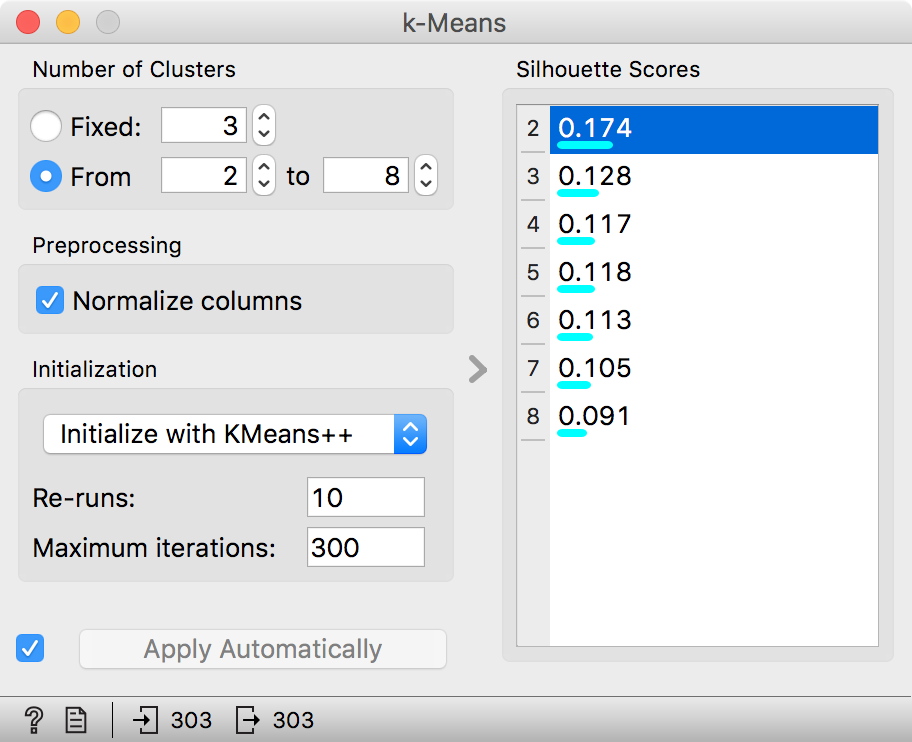 k-Means
Number of Clusters
Fixed: 3
From 2 to 8
Preprocessing
Normalize columns
Initialization
Initialize with KMeans++
Re-runs: 10
Maximum iterations: 300
Apply Automatically
Silhouette Scores
2 0.174
3 0.128
4 0.117
5 0.118
6 0.113
7 0.105
8 0.091
? 303 303